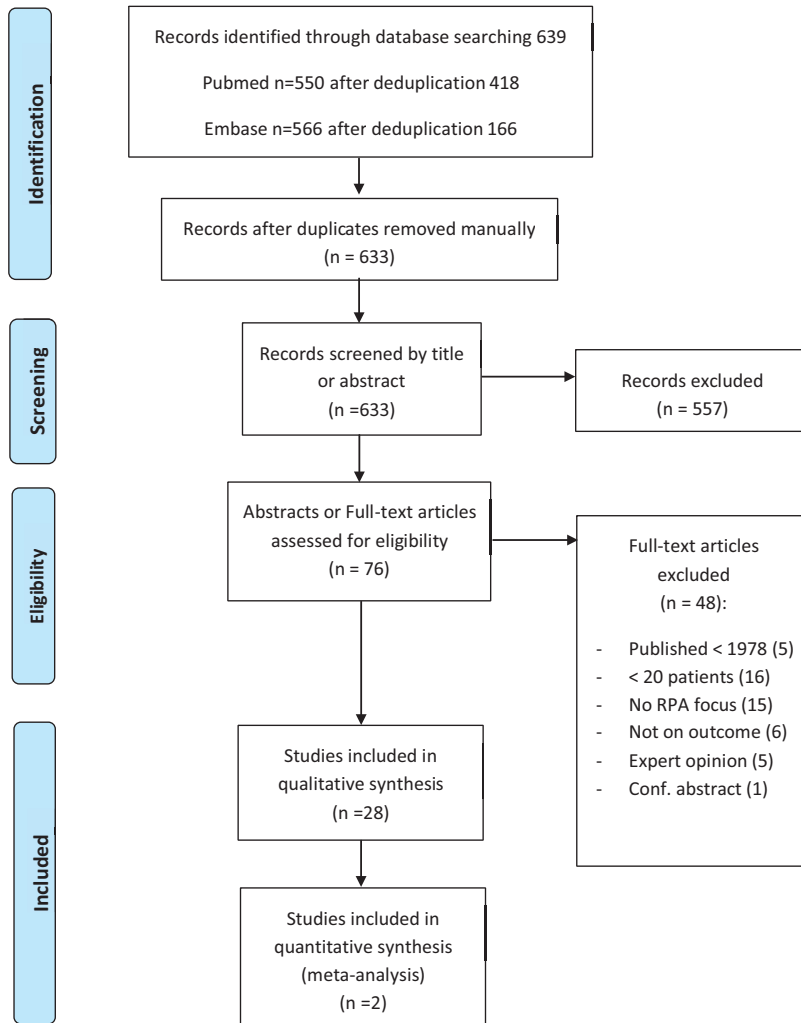 Identification
Records identified through database searching 639
Pubmed n=550 after deduplication 418
Embase n=566 after deduplication 166
Records after duplicates removed manually
(n = 633)
Screening
Records screened by title
or abstract
(n =633)
Records excluded
(n = 557)
Eligibility
Abstracts or Full-text articles
assessed for eligibility
(n = 76)
Full-text articles
excluded
(n = 48):
- Published < 1978 (5)
- < 20 patients (16)
- No RPA focus (15)
- Not on outcome (6)
- Expert opinion (5)
- Conf. abstract (1)
Included
Studies included in
qualitative synthesis
(n =28)
Studies included in
quantitative synthesis
(meta-analysis)
(n =2)